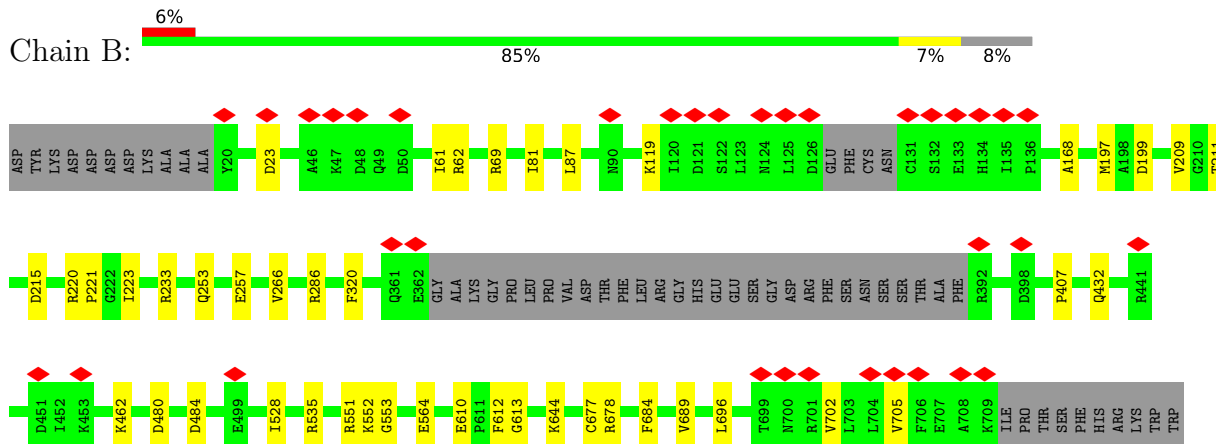 6%
Chain B:
85% 7% 8%
ASP TYR LYS ASP ASP ASP ASP LYS ALA ALA ALA Y20 D23 A46 K47 D48 Q49 D50 I61 R62 R69 I81 L87 N90 K119 I120 D121 S122 L123 N124 L125 D126 GLU PHE CYS ASN C131 S132 E133 H134 I135 P136 A168 M197 A198 D199 V209 G210 T211
D215 R220 P221 G222 I223 R233 Q253 E257 V266 R286 F320 Q361 E362 GLY ALA LYS GLY PRO LEU PRO VAL ASP THR PHE LEU ARG GLY HIS GLU GLU SER GLY ASP ARG PHE SER ASN SER SER THR ALA PHE R392 D398 P407 Q432 R441
D451 I452 K453 K462 D480 D484 E499 I528 R535 R551 K552 G553 E564 E610 P611 F612 G613 K644 C677 R678 F684 V689 L696 T699 N700 R701 V702 L703 L704 V705 F706 E707 A708 K709 ILE PRO THR SER PHE HIS ARG LYS TRP TRP